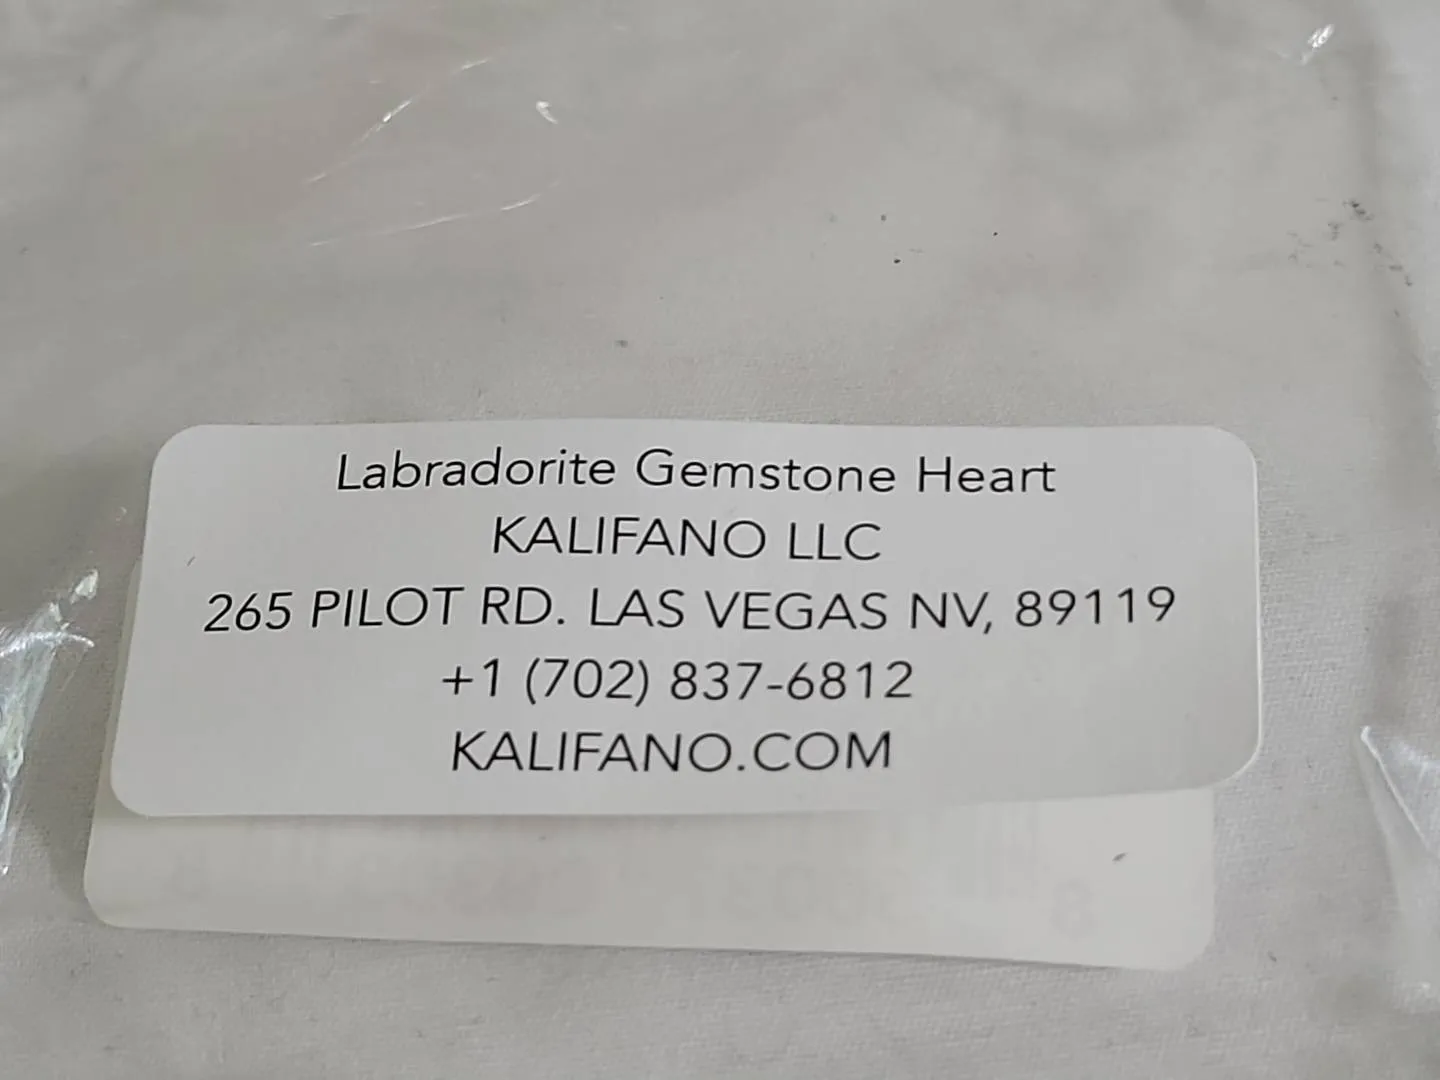 Labradorite Gemstone Heart
KALIFANO LLC
265 PILOT RD. LAS VEGAS NV, 89119
+1 (702) 837-6812
KALIFANO.COM